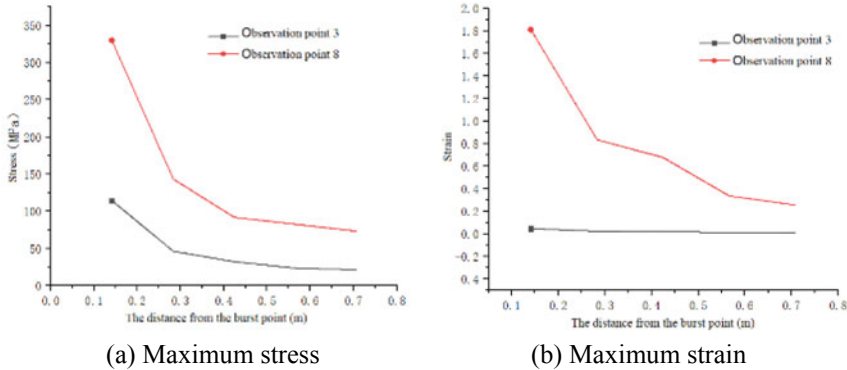 350
300
250
200
150
100
50
0
Stress (MPa)
Observation point 3
Observation point 8
0.0 0.1 0.2 0.3 0.4 0.5 0.6 0.7 0.8
The distance from the burst point (m)
(a) Maximum stress
2.0
1.8
1.6
1.4
1.2
1.0
0.8
0.6
0.4
0.2
0.0
-0.2
0.4
Strain
Observation point 3
Observation point 8
0.1 0.2 0.3 0.4 0.5 0.6 0.7 0.8
The distance from the burst point (m)
(b) Maximum strain